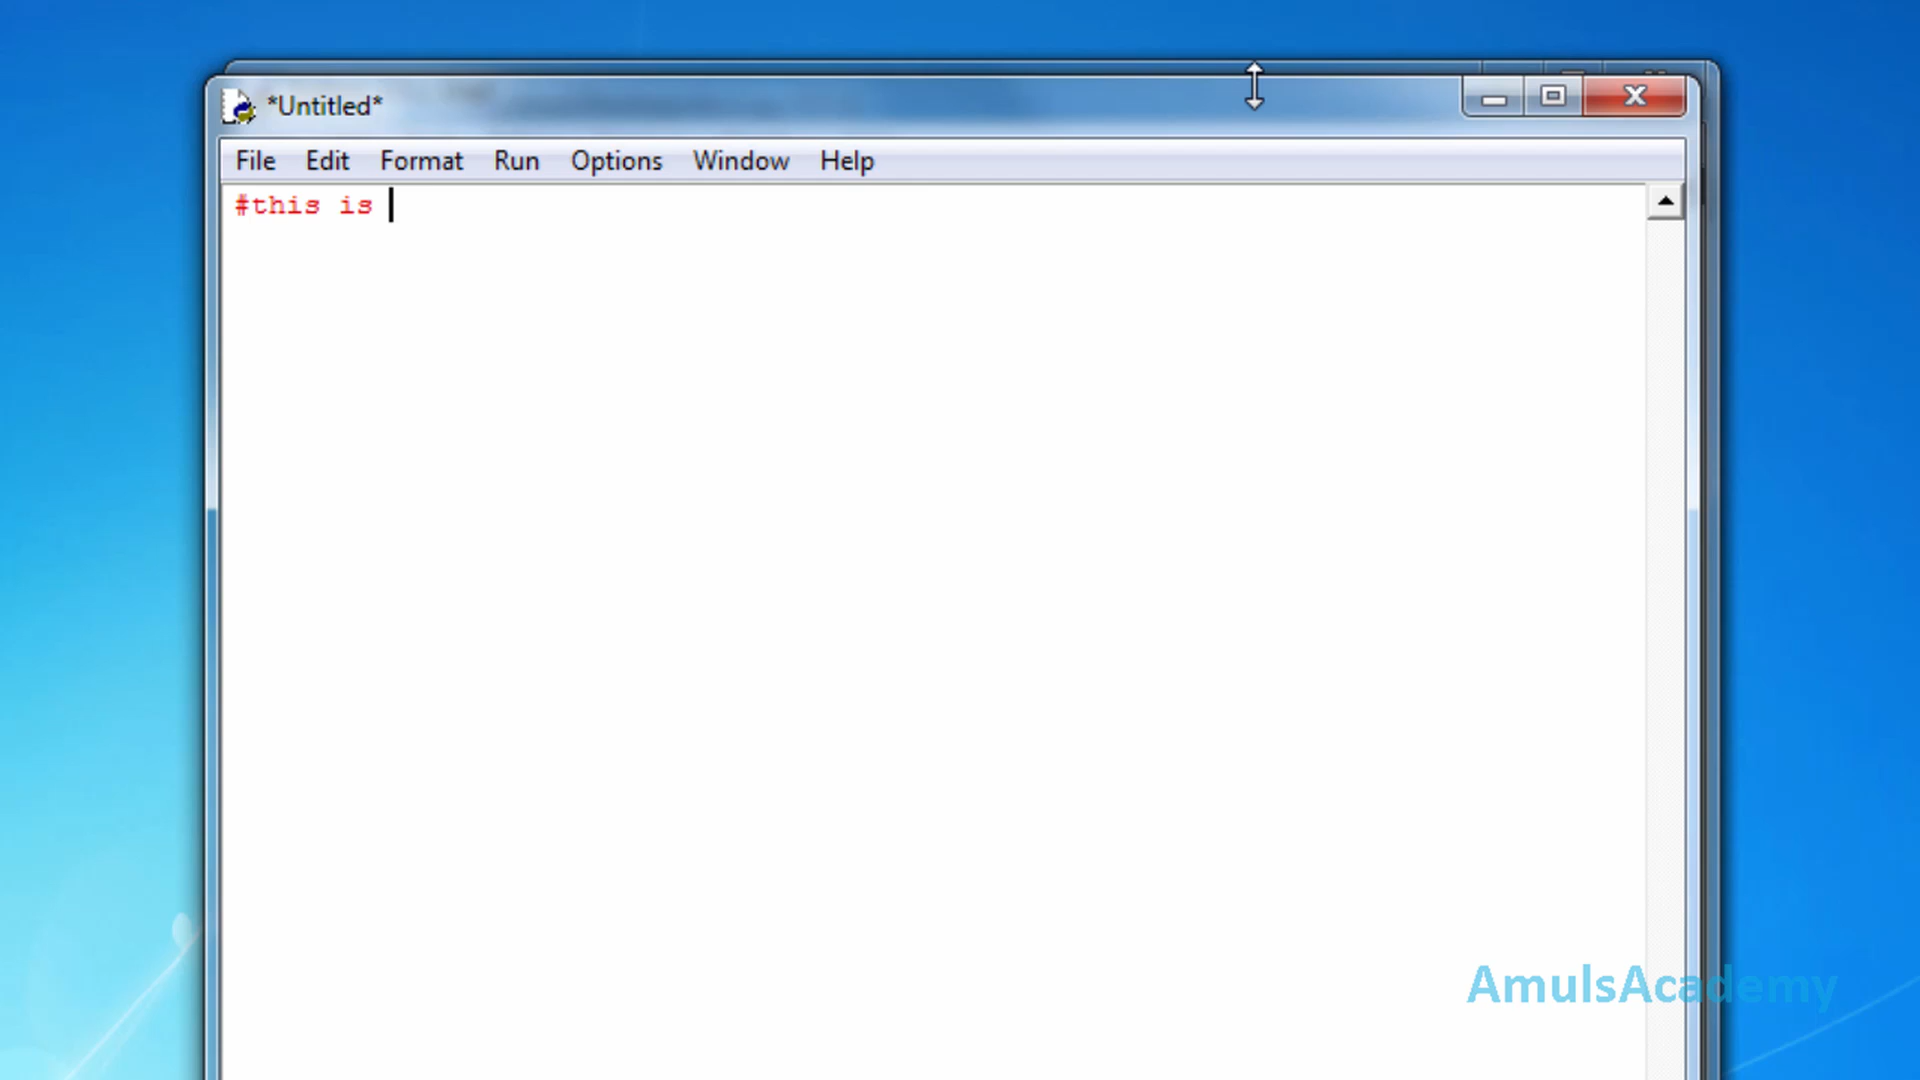 *Untitled*
File Edit Format Run Options Window Help
#this is
AmulsAcademy